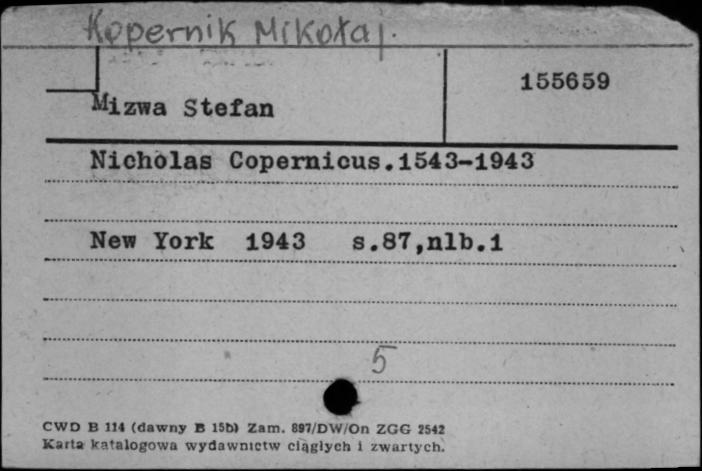 Kopernik Mikołaj.
155659
Mizwa Stefan
Nicholas Copernicus.1543-1943
New York 1943 s.87,nlb.1
5
CWD B 114 (dawny B 15b) Zam. 897/DW/On ZGG 2542
Karta katalogowa wydawnictw ciągłych i zwartych.